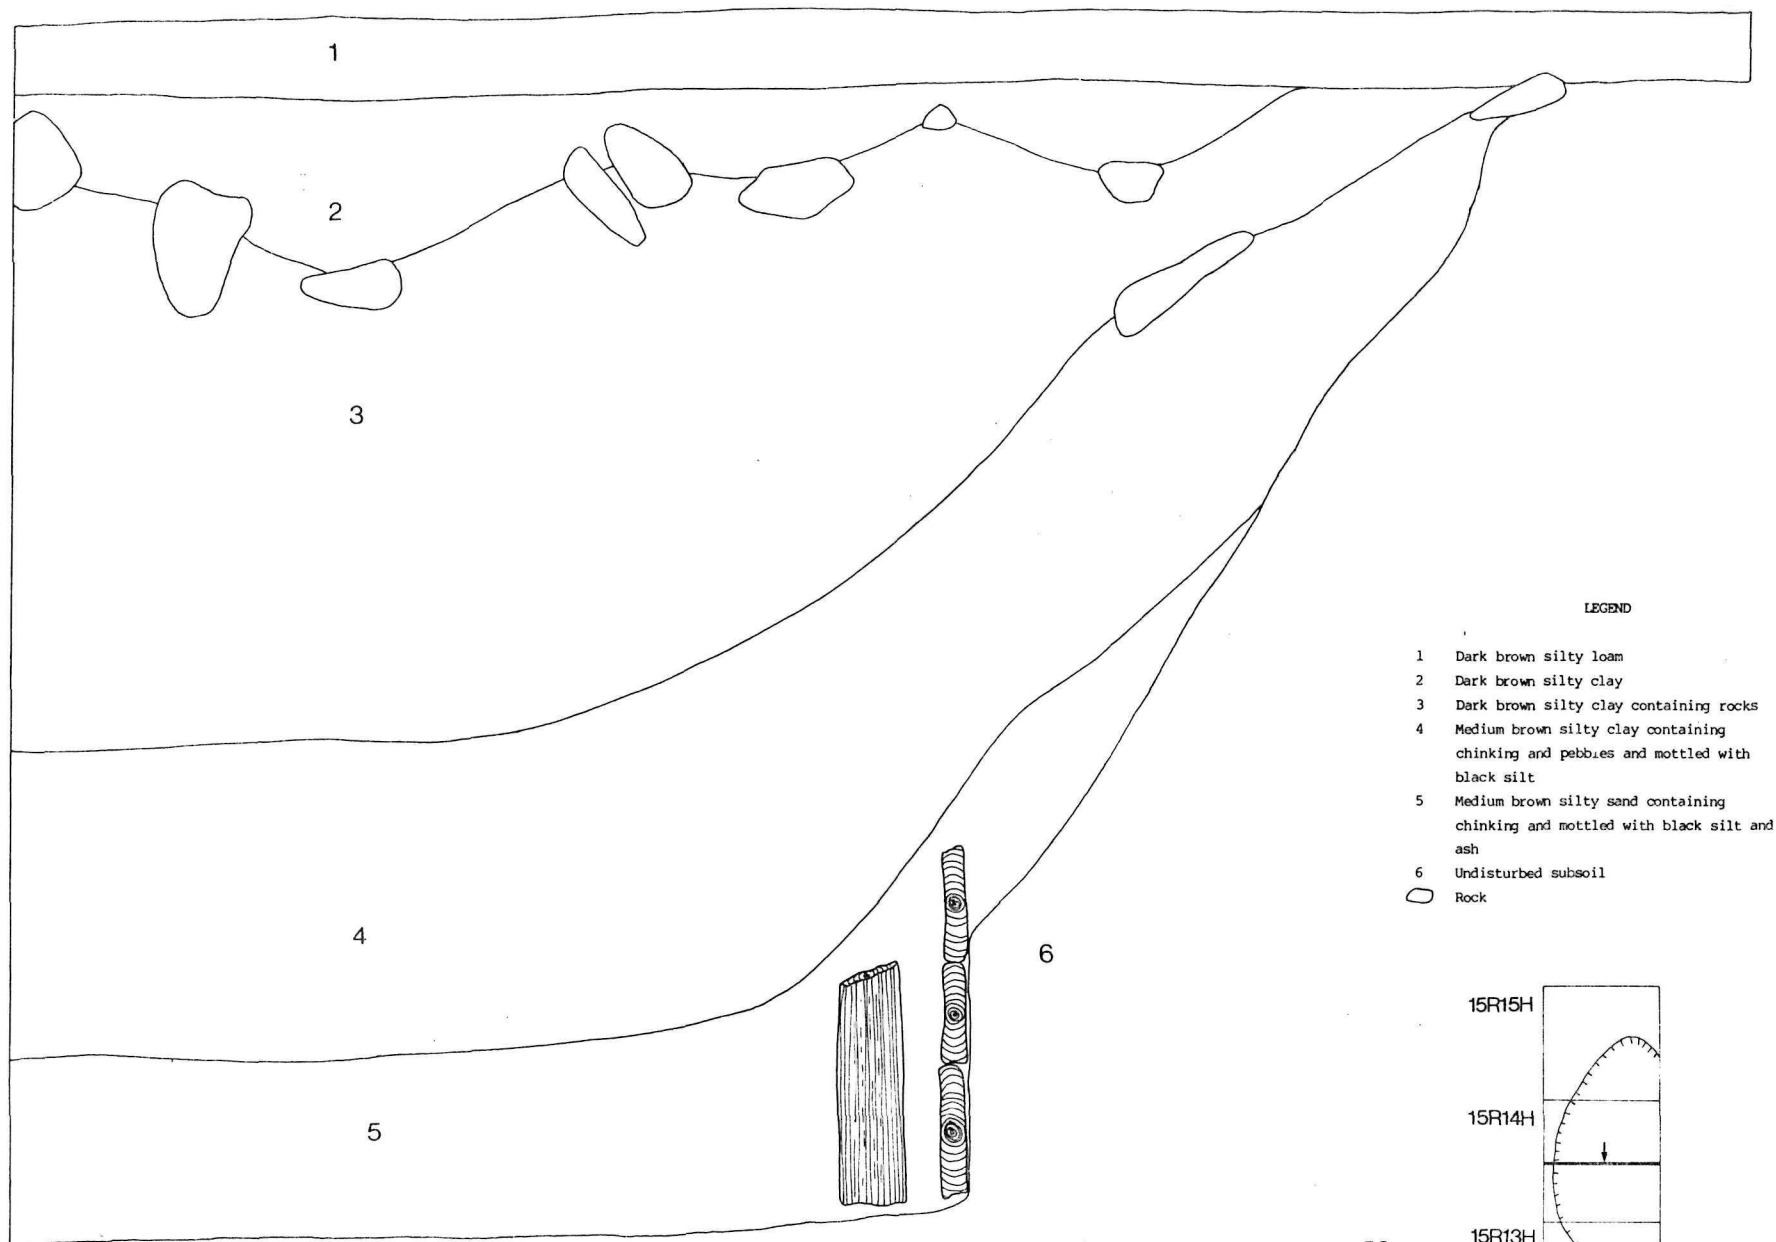 1
2
3
4
5
6
LEGEND
1 Dark brown silty loam
2 Dark brown silty clay
3 Dark brown silty clay containing rocks
4 Medium brown silty clay containing
chinking and pebbles and mottled with
black silt
5 Medium brown silty sand containing
chinking and mottled with black silt and
ash
6 Undisturbed subsoil
Rock
15R15H
15R14H
15R13H